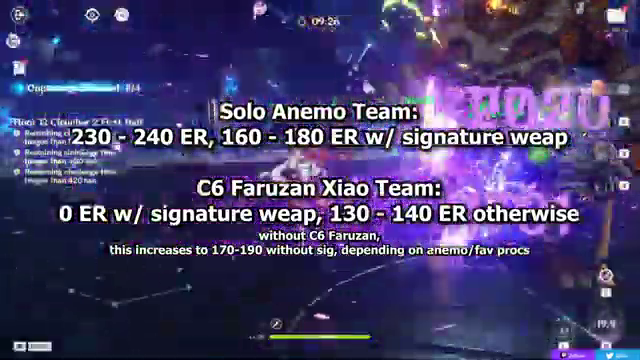 09:26
Solo Anemo Team:
230 - 240 ER, 160 - 180 ER w/ signature weap
C6 Faruzan Xiao Team:
0 ER w/ signature weap, 130 - 140 ER otherwise
without C6 Faruzan,
this increases to 170-190 without sig, depending on anemo/fav procs